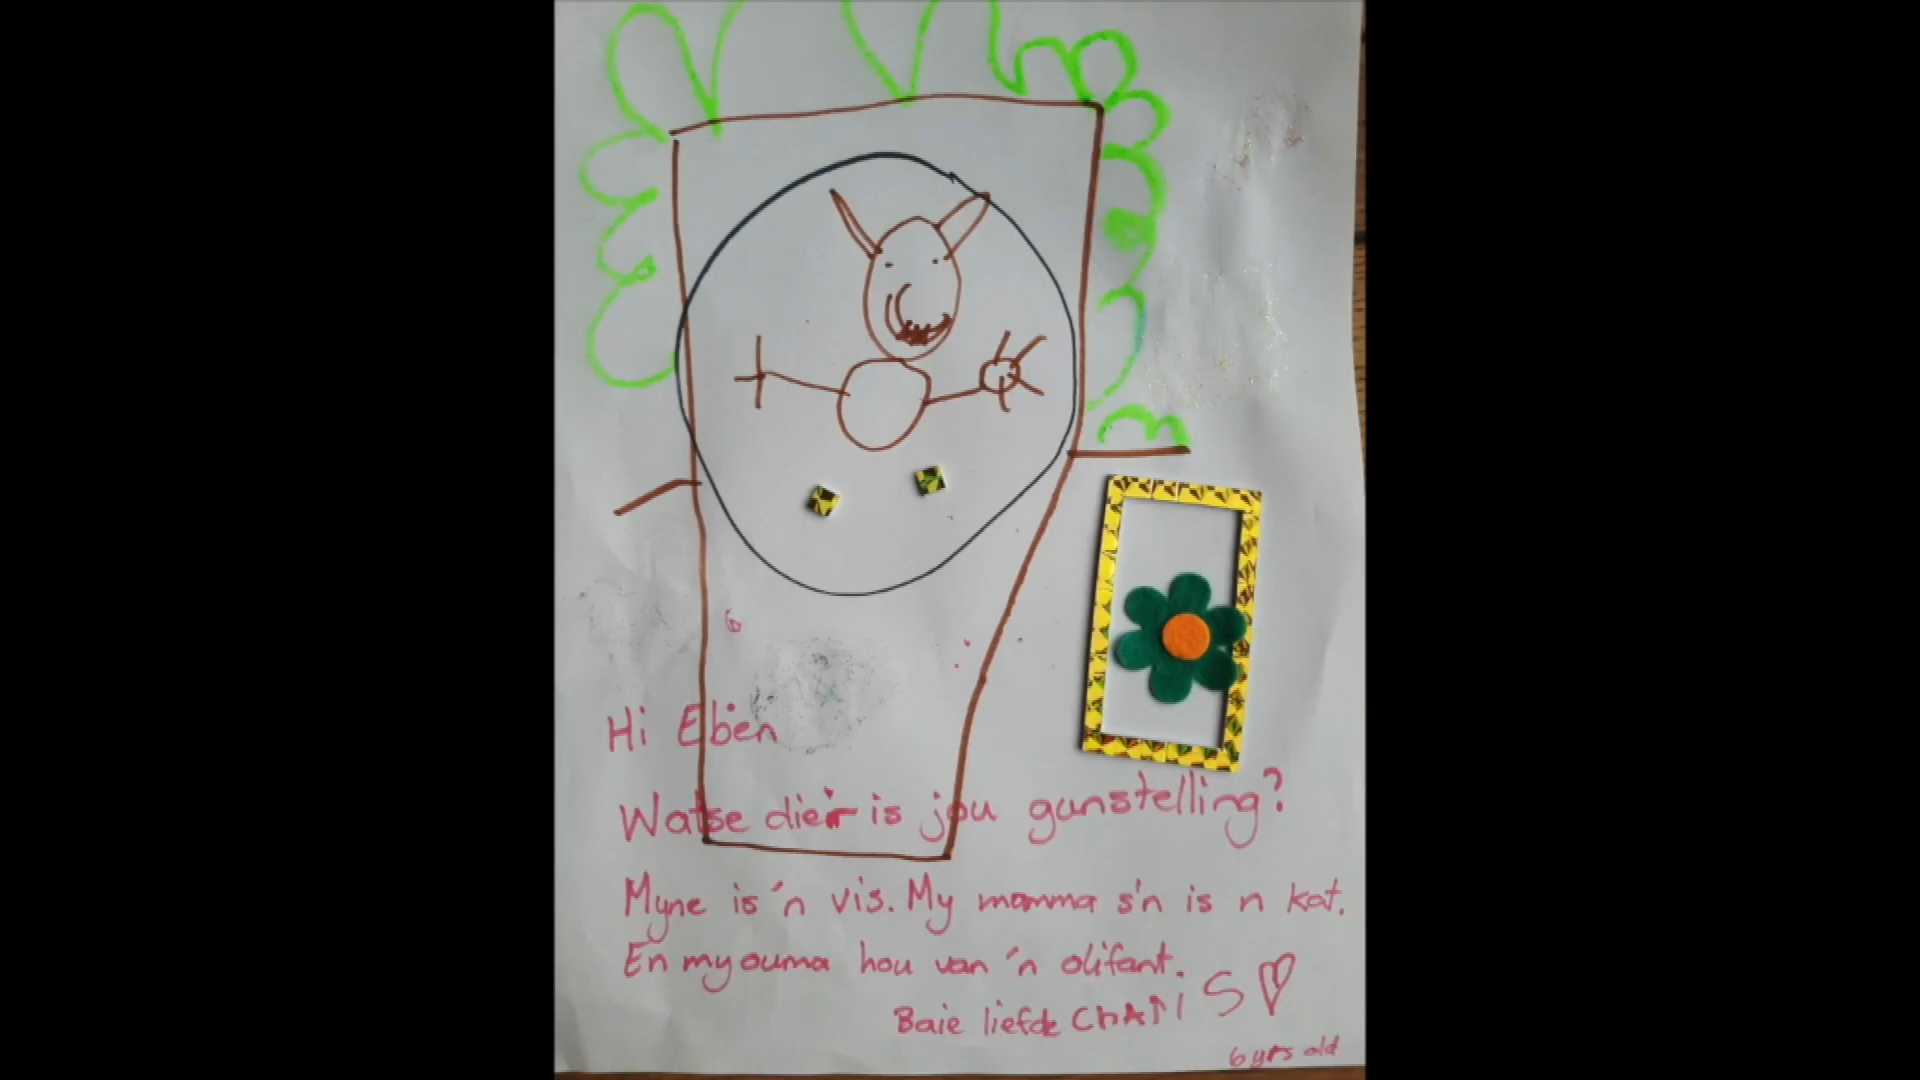 Hi Eben
Watse dier is jou gunstelling?
Myne is 'n vis. My mamma s'n is n kat.
En my ouma hou van 'n olifant.
Baie liefde
6 yrs old